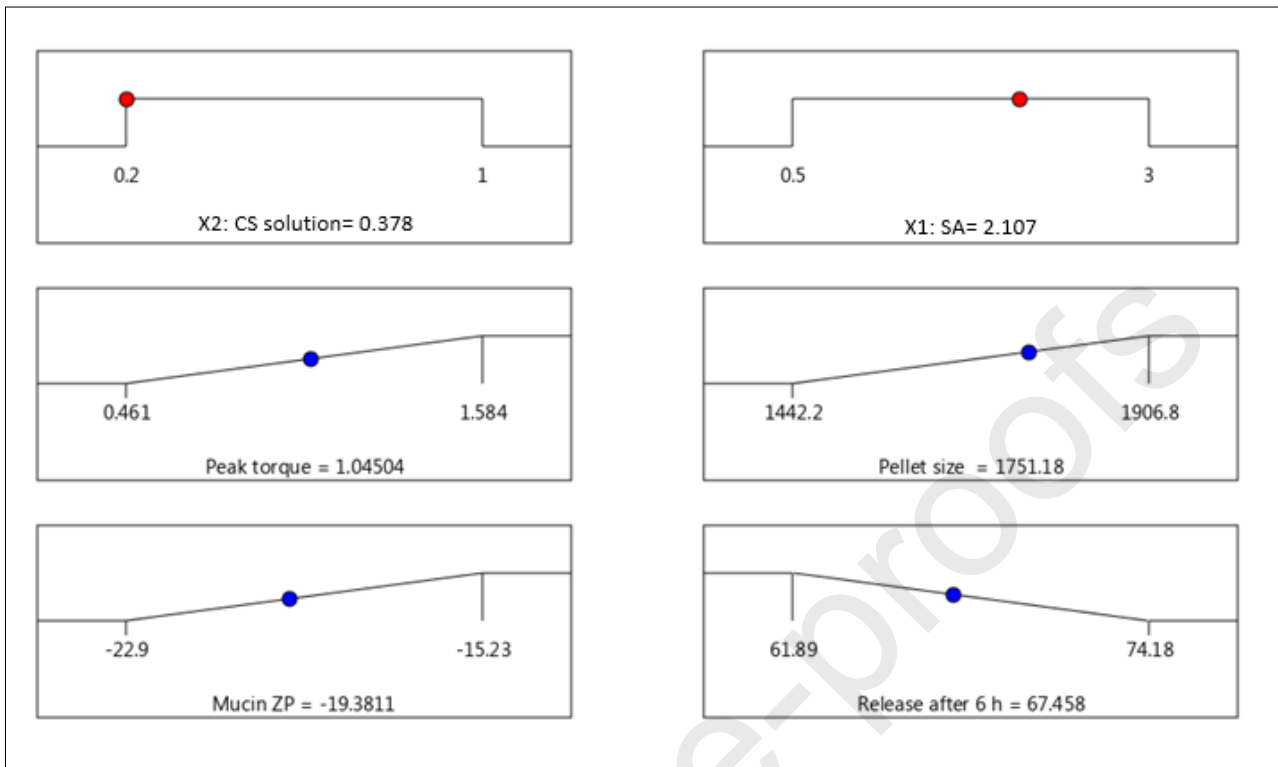 0.2 1
X2: CS solution= 0.378
0.5 3
X1: SA= 2.107
0.461 1.584
Peak torque = 1.04504
1442.2 1906.8
Pellet size = 1751.18
-22.9 -15.23
Mucin ZP = -19.3811
61.89 74.18
Release after 6 h = 67.458
e-proofs